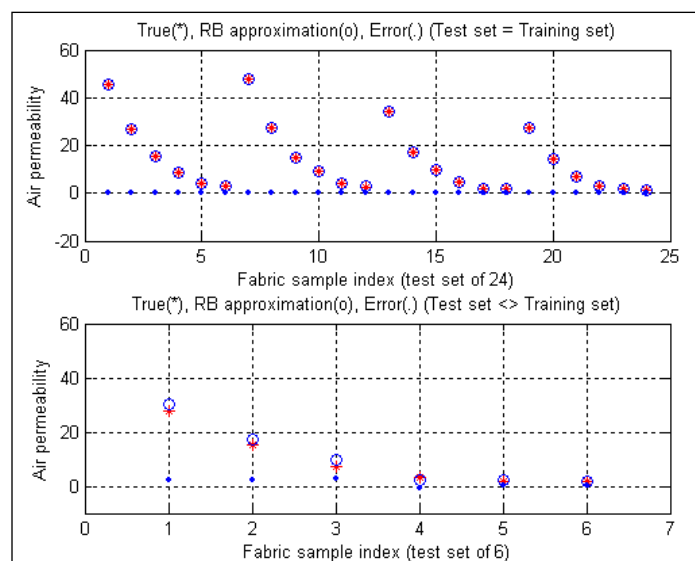 True(*), RB approximation(o), Error(.) (Test set = Training set)
60
40
20
0
-20
Air permeability
0 5 10 15 20 25
Fabric sample index (test set of 24)
True(*), RB approximation(o), Error(.) (Test set <> Training set)
60
40
20
0
Air permeability
0 1 2 3 4 5 6 7
Fabric sample index (test set of 6)